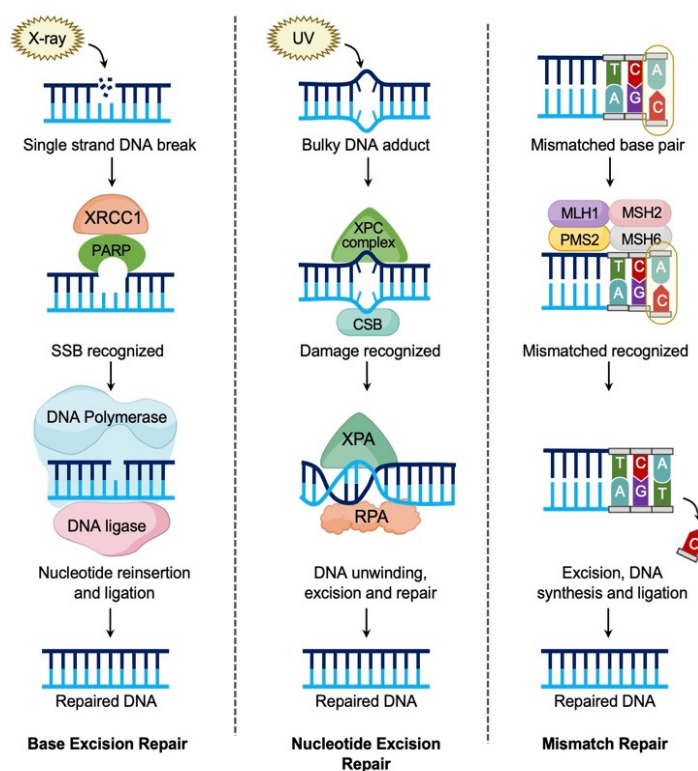 X-ray
Single strand DNA break
XRCC1
PARP
SSB recognized
DNA Polymerase
DNA ligase
Nucleotide reinsertion
and ligation
Repaired DNA
Base Excision Repair
UV
Bulky DNA adduct
XPC
complex
CSB
Damage recognized
XPA
RPA
DNA unwinding,
excision and repair
Repaired DNA
Nucleotide Excision
Repair
T C A
A G C
Mismatched base pair
MLH1 MSH2
PMS2 MSH6
T C A
A G C
Mismatched recognized
T C A
A G T
C
Excision, DNA
synthesis and ligation
Repaired DNA
Mismatch Repair